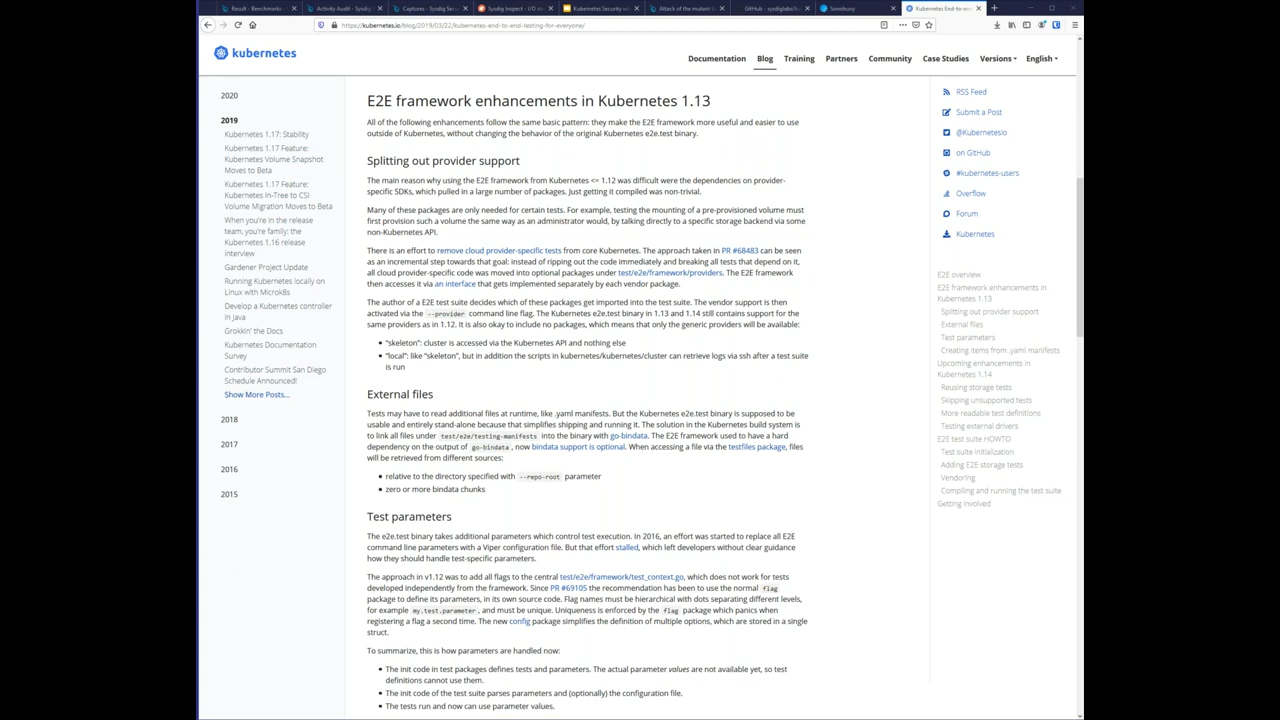 Result - Benchmarks -
Activity Audit - Sysdig
Captures - Sysdig Sec
Sysdig Inspect - I/O st
Kubernetes Security wi
Attack of the mutant t
GitHub - sysdiglabs/k
Sonobuoy
Kubernetes End-to-en
https://kubernetes.io/blog/2019/03/22/kubernetes-end-to-end-testing-for-everyone/
kubernetes
Documentation
Blog
Training
Partners
Community
Case Studies
Versions
English
2020
2019
Kubernetes 1.17: Stability
Kubernetes 1.17 Feature:
Kubernetes Volume Snapshot
Moves to Beta
Kubernetes 1.17 Feature:
Kubernetes In-Tree to CSI
Volume Migration Moves to Beta
When you're in the release
team, you're family: the
Kubernetes 1.16 release
interview
Gardener Project Update
Running Kubernetes locally on
Linux with Microk8s
Develop a Kubernetes controller
in Java
Grokkin' the Docs
Kubernetes Documentation
Survey
Contributor Summit San Diego
Schedule Announced!
Show More Posts...
2018
2017
2016
2015
E2E framework enhancements in Kubernetes 1.13
All of the following enhancements follow the same basic pattern: they make the E2E framework more useful and easier to use
outside of Kubernetes, without changing the behavior of the original Kubernetes e2e.test binary.
Splitting out provider support
The main reason why using the E2E framework from Kubernetes <= 1.12 was difficult were the dependencies on provider-
specific SDKs, which pulled in a large number of packages. Just getting it compiled was non-trivial.
Many of these packages are only needed for certain tests. For example, testing the mounting of a pre-provisioned volume must
first provision such a volume the same way as an administrator would, by talking directly to a specific storage backend via some
non-Kubernetes API.
There is an effort to remove cloud provider-specific tests from core Kubernetes. The approach taken in PR #68483 can be seen
as an incremental step towards that goal: instead of ripping out the code immediately and breaking all tests that depend on it,
all cloud provider-specific code was moved into optional packages under test/e2e/framework/providers. The E2E framework
then accesses it via an interface that gets implemented separately by each vendor package.
The author of a E2E test suite decides which of these packages get imported into the test suite. The vendor support is then
activated via the --provider command line flag. The Kubernetes e2e.test binary in 1.13 and 1.14 still contains support for the
same providers as in 1.12. It is also okay to include no packages, which means that only the generic providers will be available:
• "skeleton": cluster is accessed via the Kubernetes API and nothing else
• "local": like "skeleton", but in addition the scripts in kubernetes/kubernetes/cluster can retrieve logs via ssh after a test suite
is run
External files
Tests may have to read additional files at runtime, like .yaml manifests. But the Kubernetes e2e.test binary is supposed to be
usable and entirely stand-alone because that simplifies shipping and running it. The solution in the Kubernetes build system is
to link all files under test/e2e/testing-manifests into the binary with go-bindata. The E2E framework used to have a hard
dependency on the output of go-bindata, now bindata support is optional. When accessing a file via the testfiles package, files
will be retrieved from different sources:
• relative to the directory specified with --repo-root parameter
• zero or more bindata chunks
Test parameters
The e2e.test binary takes additional parameters which control test execution. In 2016, an effort was started to replace all E2E
command line parameters with a Viper configuration file. But that effort stalled, which left developers without clear guidance
how they should handle test-specific parameters.
The approach in v1.12 was to add all flags to the central test/e2e/framework/test_context.go, which does not work for tests
developed independently from the framework. Since PR #69105 the recommendation has been to use the normal flag
package to define its parameters, in its own source code. Flag names must be hierarchical with dots separating different levels,
for example my.test.parameter, and must be unique. Uniqueness is enforced by the flag package which panics when
registering a flag a second time. The new config package simplifies the definition of multiple options, which are stored in a single
struct.
To summarize, this is how parameters are handled now:
• The init code in test packages defines tests and parameters. The actual parameter values are not available yet, so test
definitions cannot use them.
• The init code of the test suite parses parameters and (optionally) the configuration file.
• The tests run and now can use parameter values.
RSS Feed
Submit a Post
@Kubernetesio
on GitHub
#kubernetes-users
Overflow
Forum
Kubernetes
E2E overview
E2E framework enhancements in
Kubernetes 1.13
Splitting out provider support
External files
Test parameters
Creating items from .yaml manifests
Upcoming enhancements in
Kubernetes 1.14
Reusing storage tests
Skipping unsupported tests
More readable test definitions
Testing external drivers
E2E test suite HOWTO
Test suite initialization
Adding E2E storage tests
Vendoring
Compiling and running the test suite
Getting involved